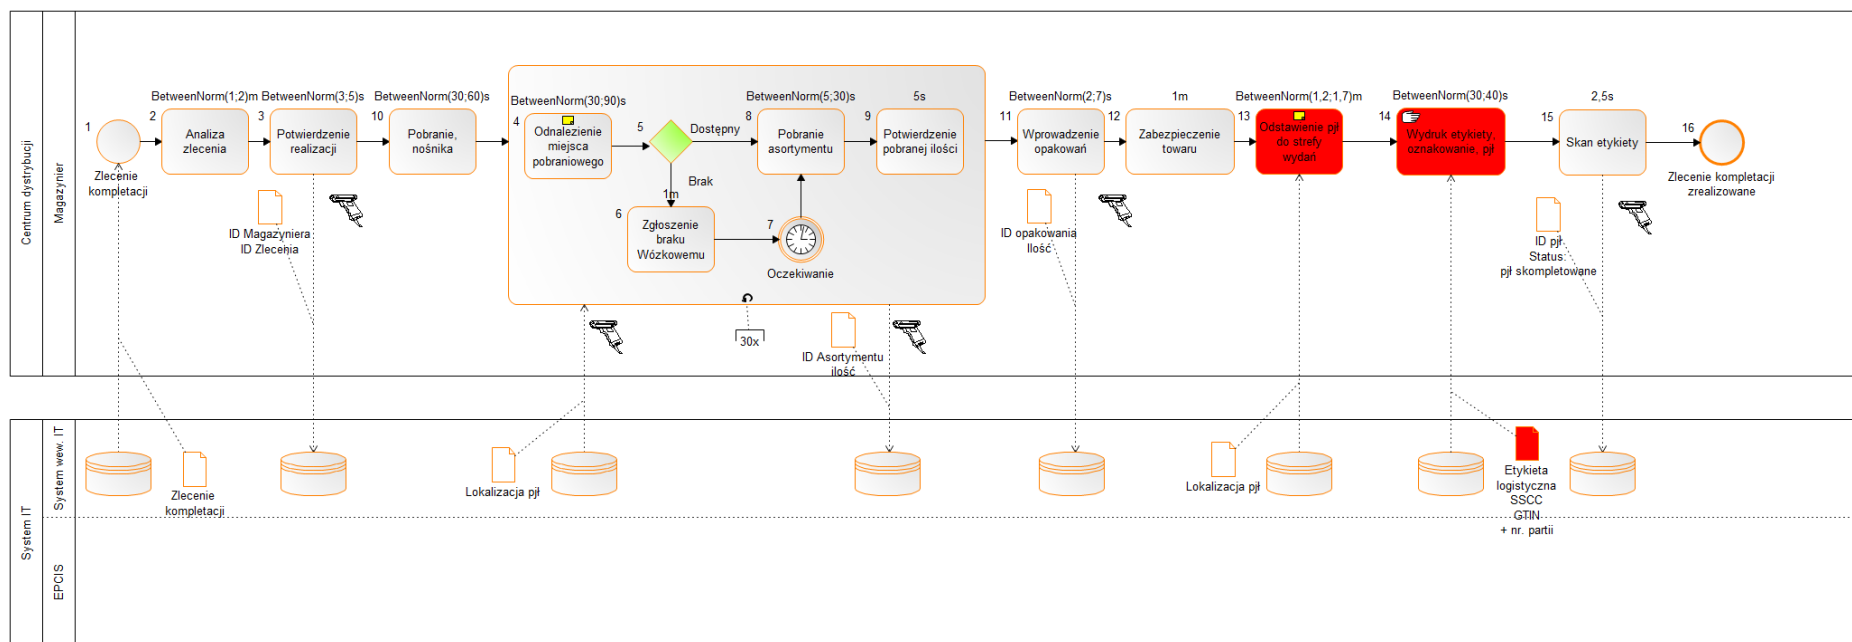 Centrum dystrybucji
Magazynier
1
Zlecenie
kompletacji
BetweenNorm(1;2)m
2
Analiza
zlecenia
BetweenNorm(3;5)s
3
Potwierdzenie
realizacji
ID Magazyniera
ID Zlecenia
BetweenNorm(30;60)s
10
Pobranie,
nośnika
BetweenNorm(30;90)s
4
Odnalezienie
miejsca
pobraniowego
5
Dostępny
Brak
1m
6
Zgłoszenie
braku
Wózkowemu
7
Oczekiwanie
BetweenNorm(5;30)s
8
Pobranie
asortymentu
5s
9
Potwierdzenie
pobranej ilości
30x
ID Asortymentu
ilość
BetweenNorm(2;7)s
11
Wprowadzenie
opakowań
ID opakowania
Ilość
1m
12
Zabezpieczenie
towaru
BetweenNorm(1,2;1,7)m
13
Odstawienie pjł
do strefy
wydań
BetweenNorm(30;40)s
14
Wydruk etykiety,
oznakowanie, pjł
2,5s
15
Skan etykiety
ID pjł
Status:
pjł skompletowane
16
Zlecenie kompletacji
zrealizowane
System IT
System wew. IT
Zlecenie
kompletacji
Lokalizacja pjł
Lokalizacja pjł
Etykieta
logistyczna
SSCC
GTIN
+ nr. partii
EPCIS